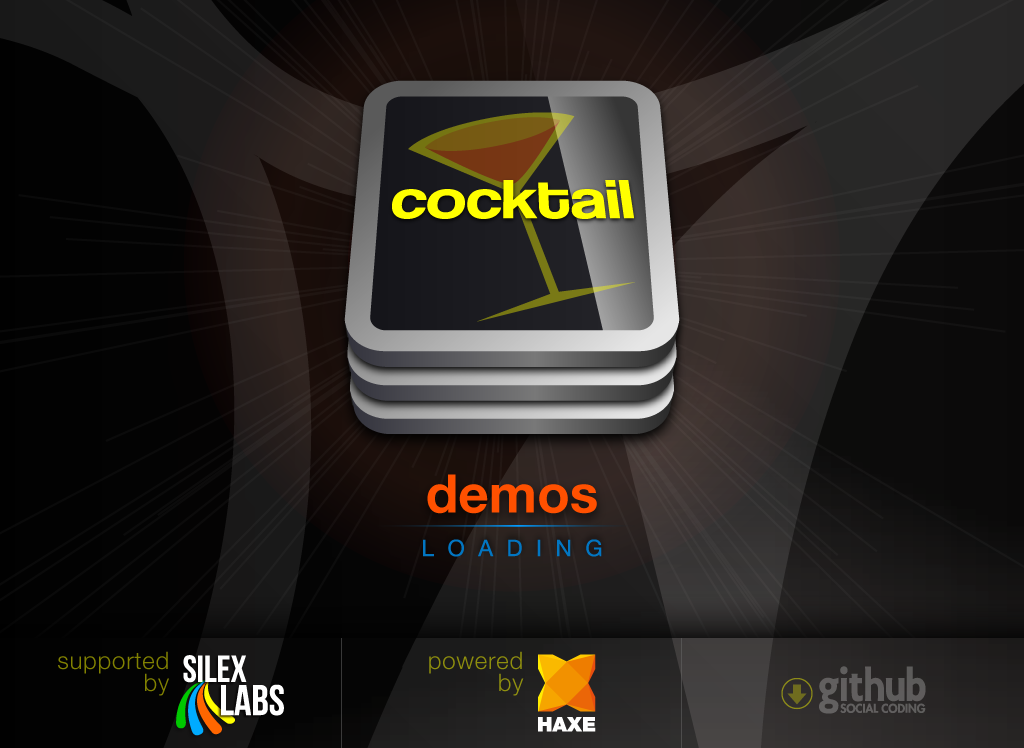 cocktail
demos
LOADING
supported
by
SILEX
LABS
powered
by
HAXE
github
SOCIAL CODING